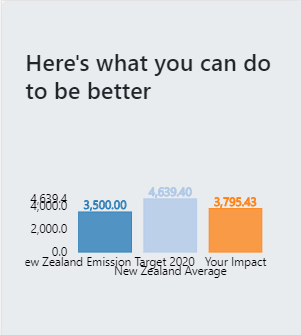 Here's what you can do
to be better
4,639.40
3,500.00
3,795.43
4,639.4
4,000.0
2,000.0
0.0
ew Zealand Emission Target 2020
Your Impact
New Zealand Average